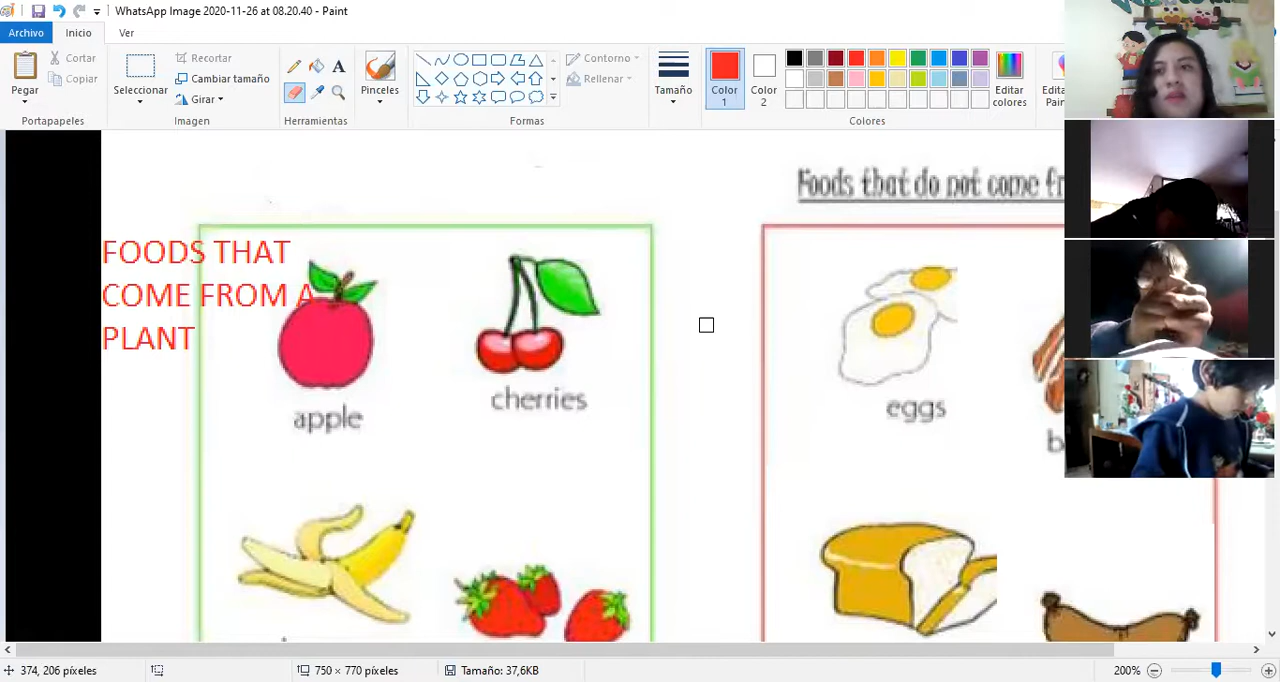 WhatsApp Image 2020-11-26 at 08.20.40 - Paint
Archivo Inicio Ver
Pegar
Cortar
Copiar
Portapapeles
Seleccionar
Recortar
Cambiar tamaño
Girar
Imagen
A
Herramientas
Pinceles
Contorno
Rellenar
Formas
Tamaño
Color
1
Color
2
Editar
colores
Colores
Foods that do not come
FOODS THAT
COME FROM A
PLANT
apple
cherries
eggs
374, 206 píxeles
750 × 770 píxeles
Tamaño: 37,6KB
200%